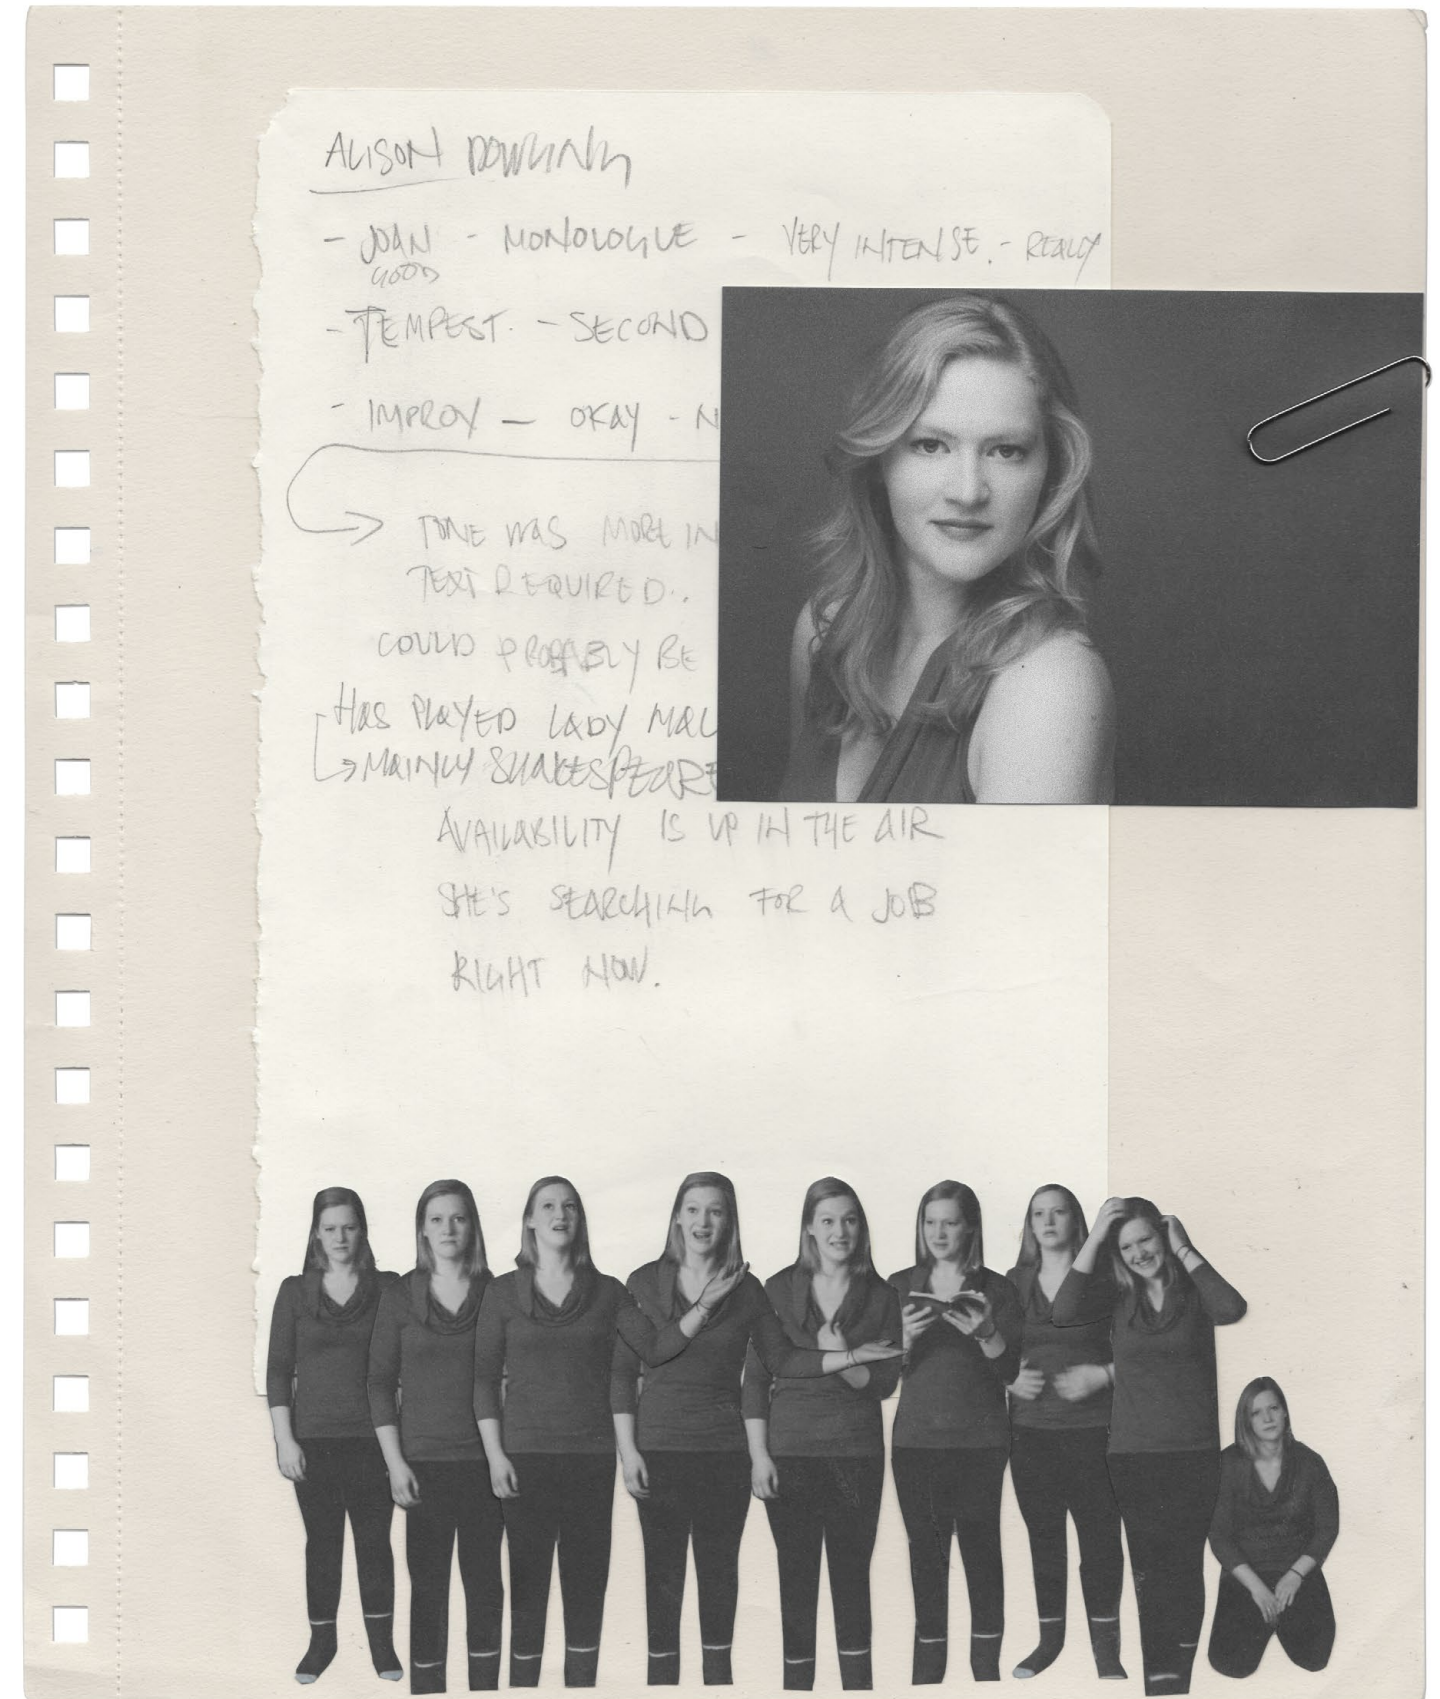 ALISON DOWLING
- JOAN - MONOLOGUE - VERY INTENSE. - REALLY
GOOD
- TEMPEST. - SECOND
- IMPROV - OKAY - N
TONE WAS MORE IN
TEXT REQUIRED..
COULD PROBABLY BE
HAS PLAYED LADY MAC
MAINLY SHAKESPEARE
AVAILABILITY IS UP IN THE AIR
SHE'S SEARCHING FOR A JOB
RIGHT NOW.